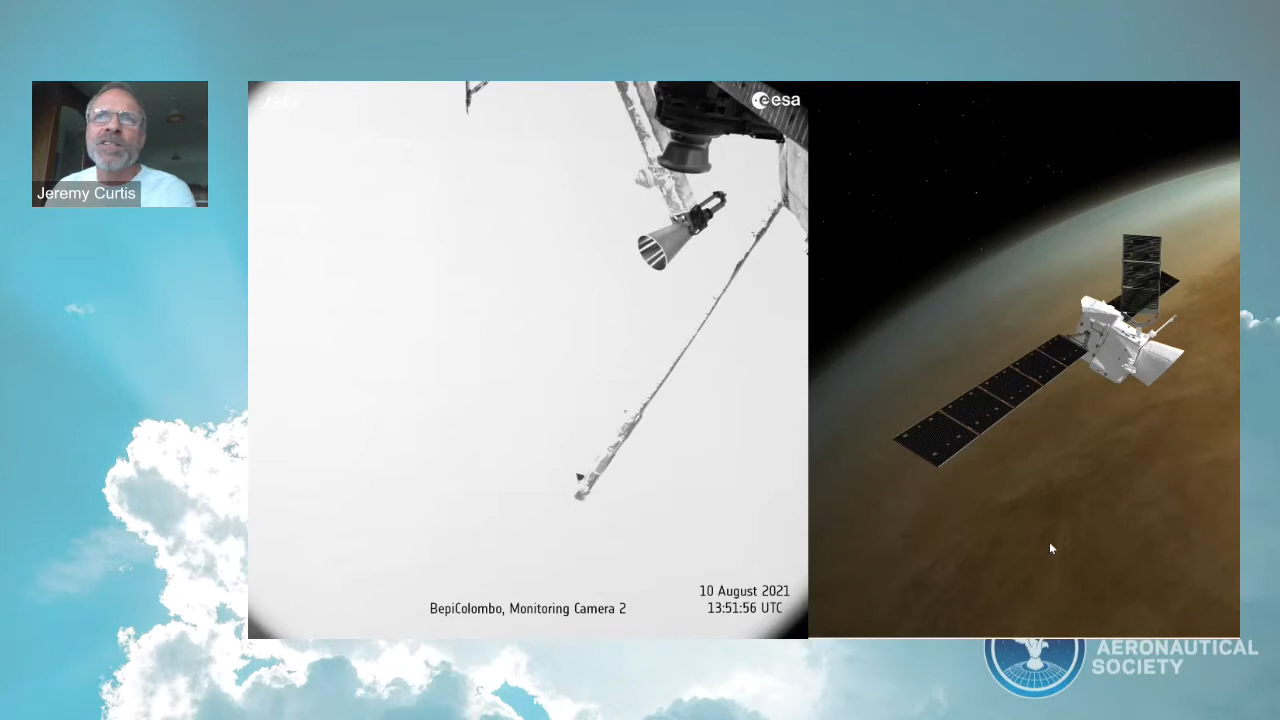 Jeremy Curtis
esa
BepiColombo, Monitoring Camera 2
10 August 2021
13:51:56 UTC
AERONAUTICAL
SOCIETY